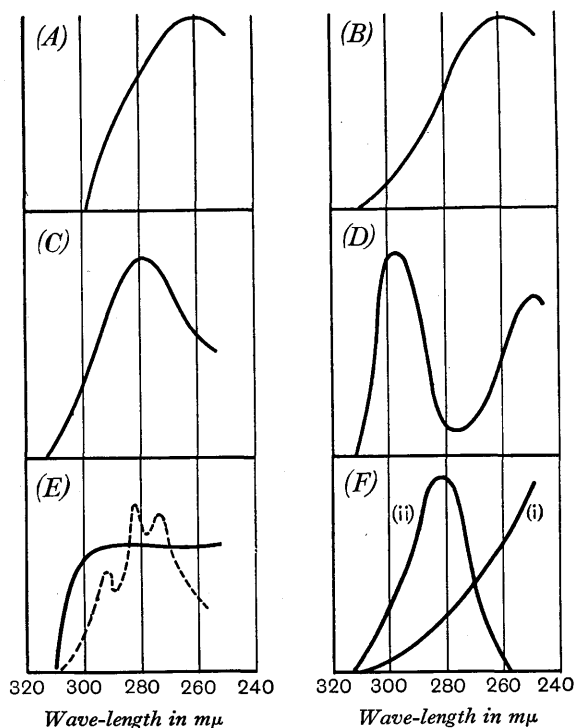 (A)
(B)
(C)
(D)
(E)
(F)
(ii)
(i)
320 300 280 260 240
320 300 280 260 240
Wave-length in mμ
Wave-length in mμ